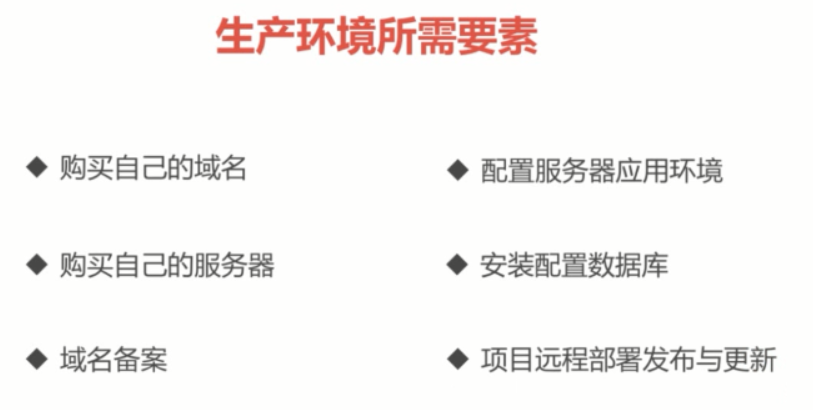 生产环境所需要素
◆ 购买自己的域名
◆ 购买自己的服务器
◆ 域名备案
◆ 配置服务器应用环境
◆ 安装配置数据库
◆ 项目远程部署发布与更新